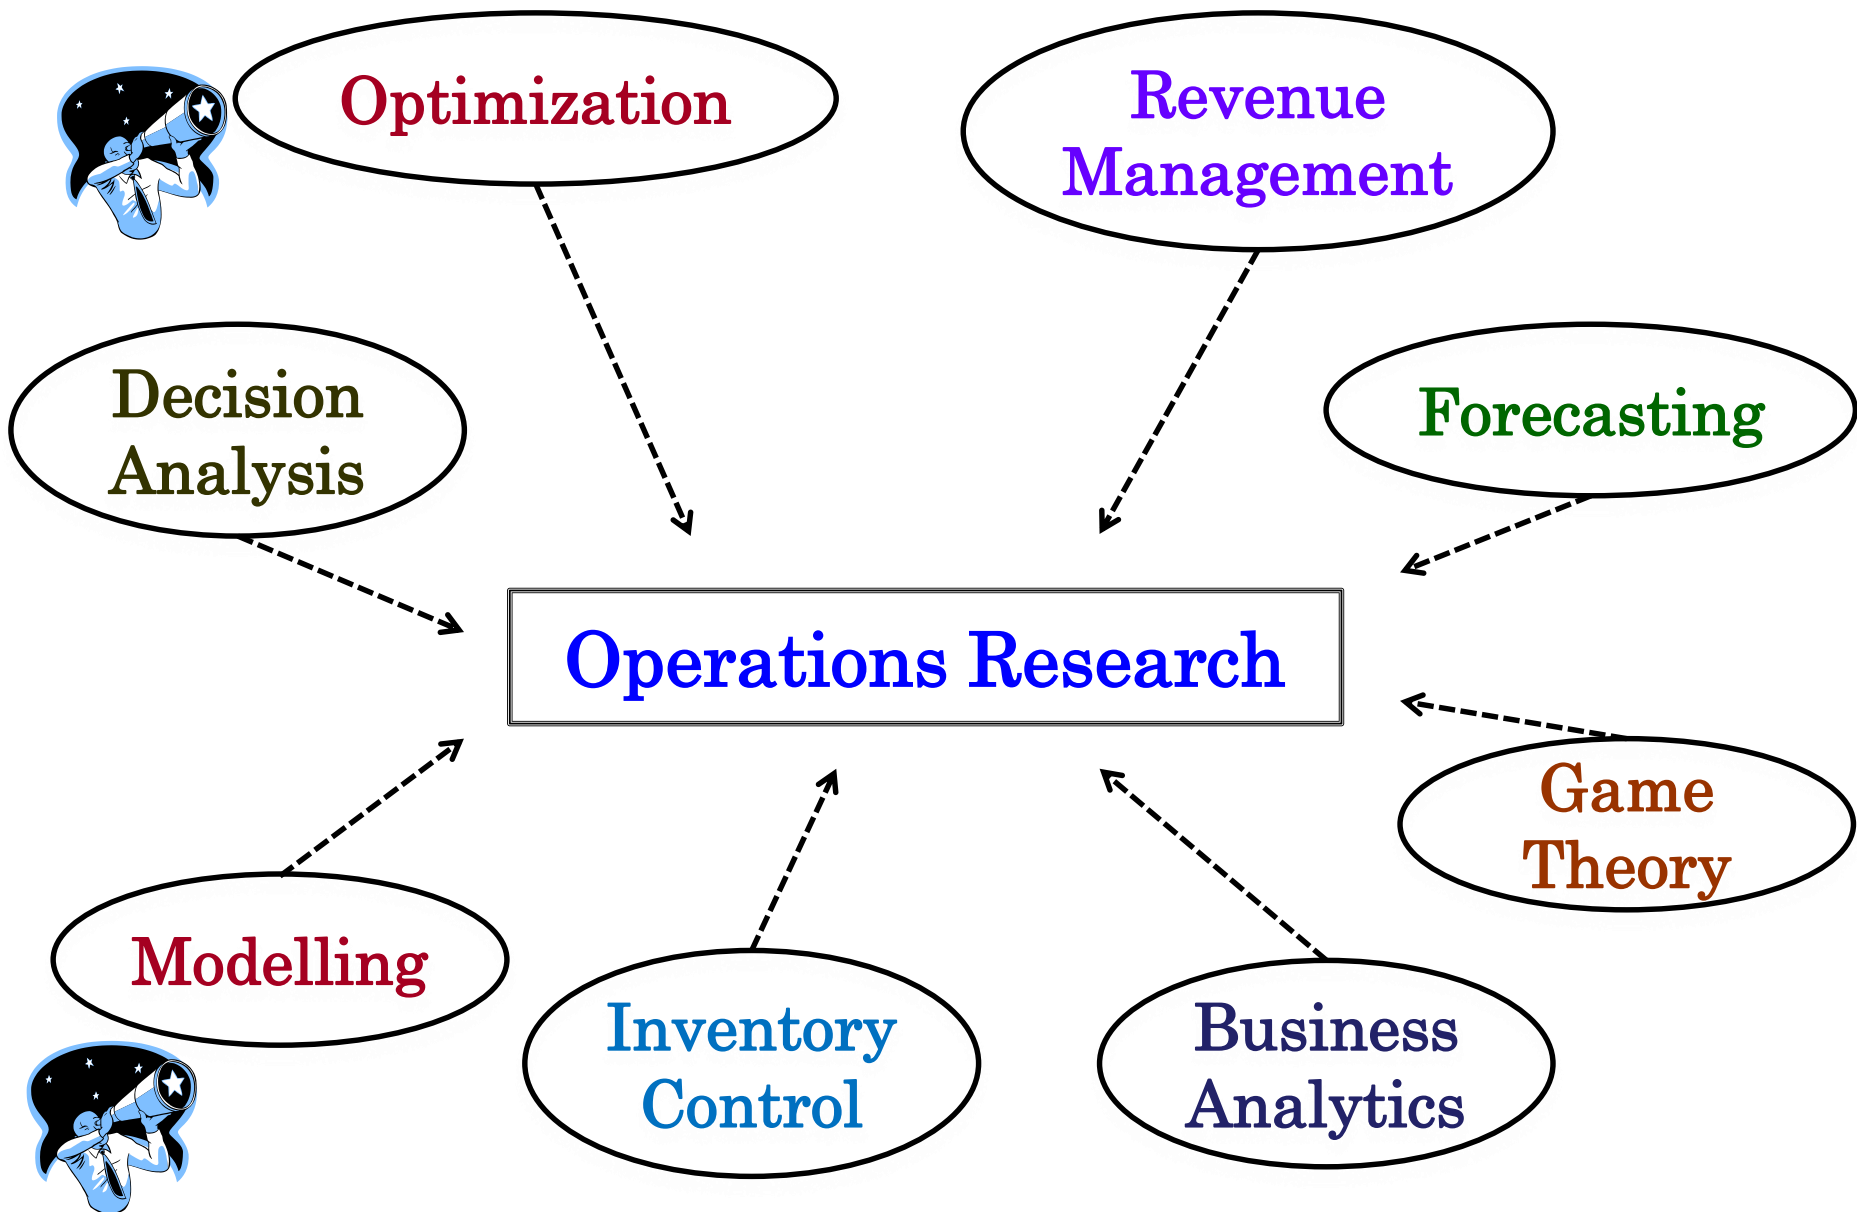 Optimization
Revenue
Management
Decision
Analysis
Forecasting
Operations Research
Game
Theory
Modelling
Inventory
Control
Business
Analytics